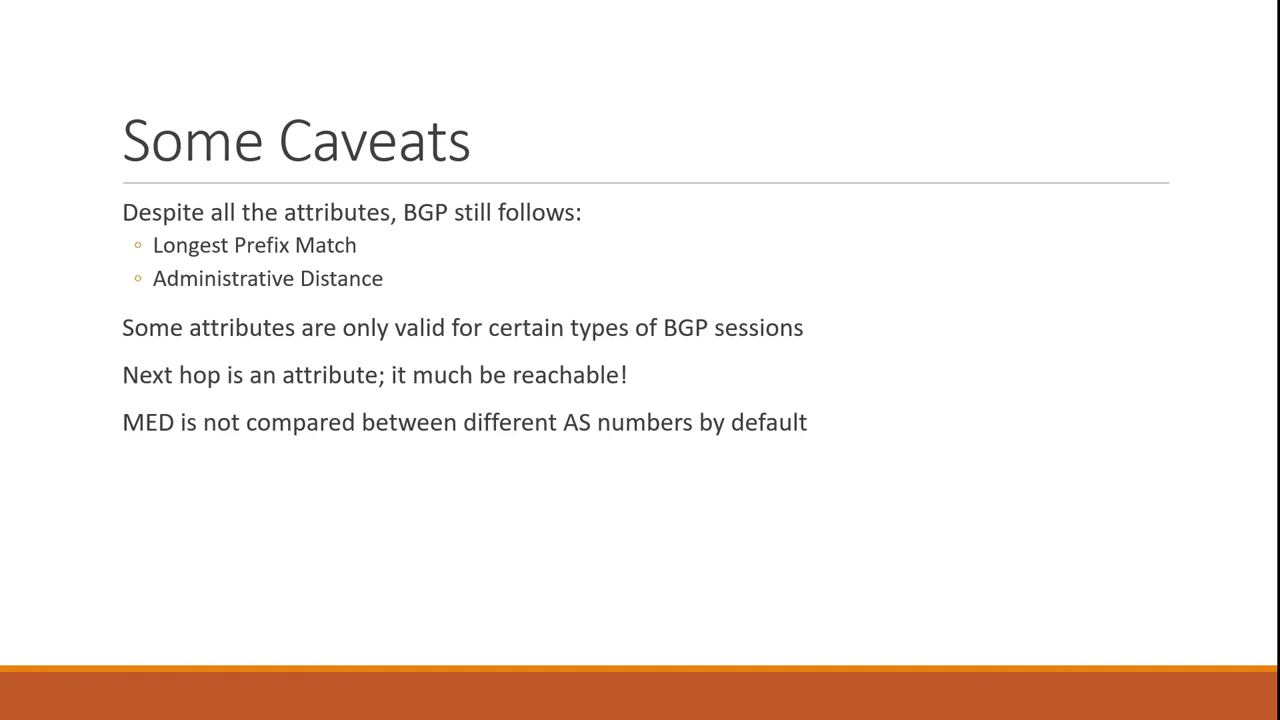 Some Caveats
Despite all the attributes, BGP still follows:
◦ Longest Prefix Match
◦ Administrative Distance
Some attributes are only valid for certain types of BGP sessions
Next hop is an attribute; it much be reachable!
MED is not compared between different AS numbers by default